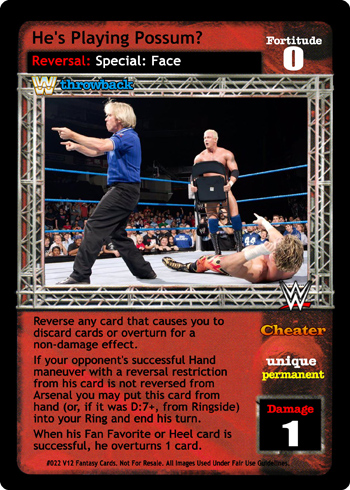 He's Playing Possum?
Fortitude
0
Reversal: Special: Face
W throwback
44
W
Reverse any card that causes you to
discard cards or overturn for a
non-damage effect.
Cheater
If your opponent's successful Hand
maneuver with a reversal restriction
from his card is not reversed from
Arsenal you may put this card from
hand (or, if it was D:7+, from Ringside)
into your Ring and end his turn.
unique
permanent
When his Fan Favorite or Heel card is
successful, he overturns 1 card.
Damage
1
#022 V12 Fantasy Cards. Not For Resale. All Images Used Under Fair Use Guidelines.